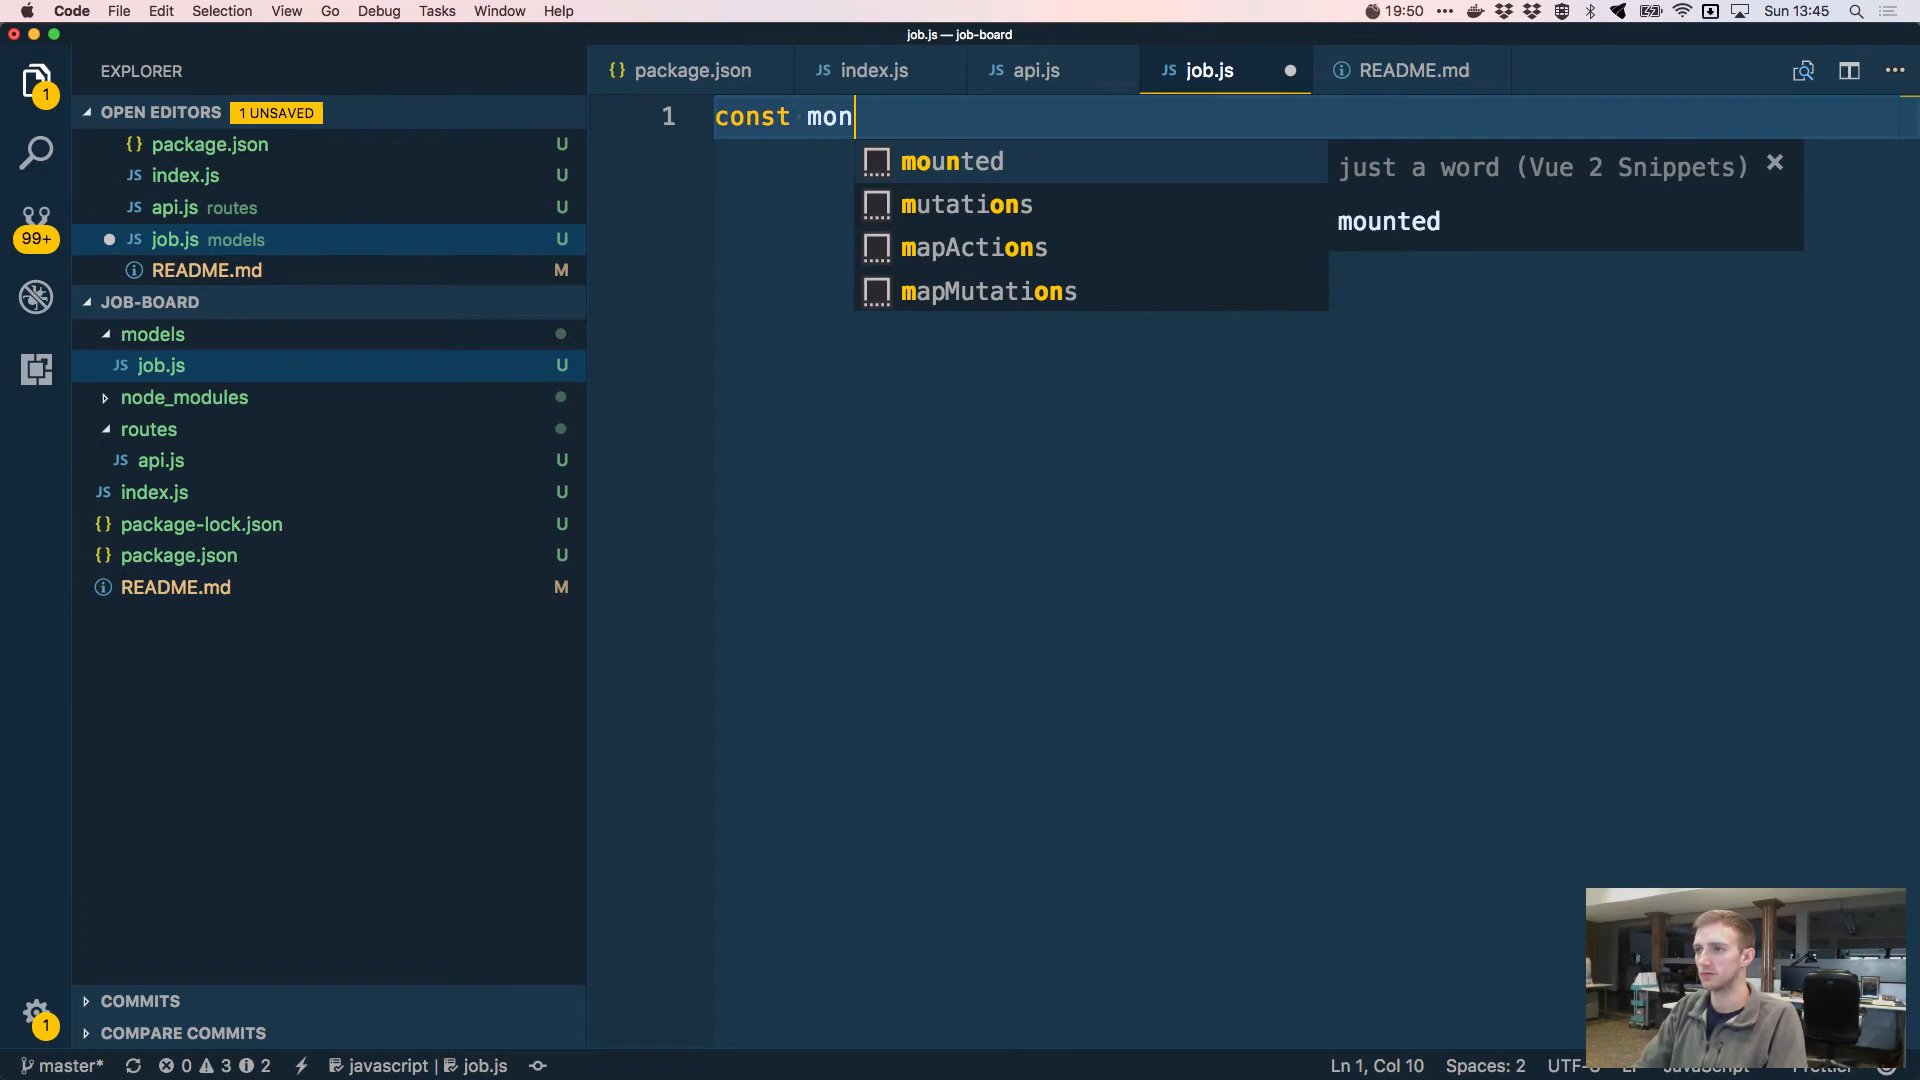 Code File Edit Selection View Go Debug Tasks Window Help 19:50 Sun 13:45
job.js — job-board
EXPLORER
OPEN EDITORS 1 UNSAVED
{} package.json U
JS index.js U
JS api.js routes U
JS job.js models U
README.md M
JOB-BOARD
models
JS job.js U
node_modules
routes
JS api.js U
JS index.js U
{} package-lock.json U
{} package.json U
README.md M
COMMITS
COMPARE COMMITS
1
99+
1
{} package.json JS index.js JS api.js JS job.js README.md
1 const mon
mounted
mutations
mapActions
mapMutations
just a word (Vue 2 Snippets)
mounted
master* 0 3 2 javascript | job.js Ln 1, Col 10 Spaces: 2